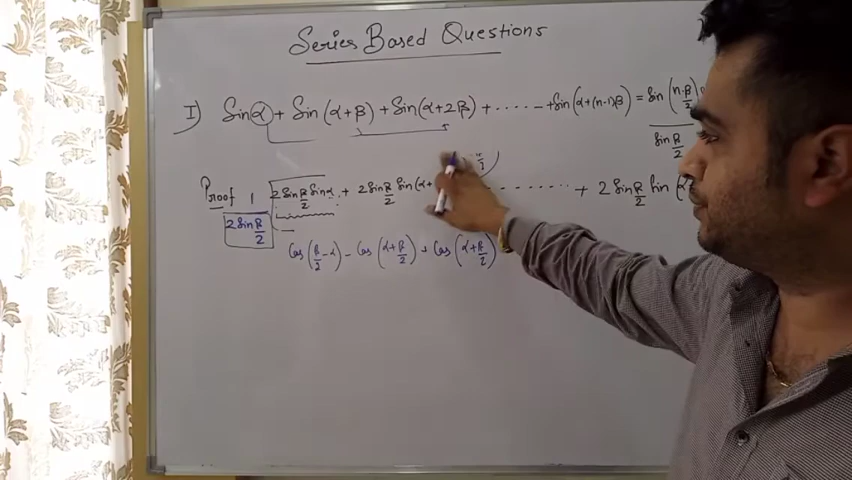 Series Based Questions
I) Sin α + Sin (α+β) + Sin (α+2β) + ...... + Sin (α+(n-1)β) = Sin (n.β/2)
Sin β/2
Proof 1 2 Sin β/2 Sin α + 2 Sin β/2 Sin (α+ ........ + 2 Sin β/2 Sin (α
2 Sin β/2
Cos (β/2 - α) - Cos (α+β/2) + Cos (α+β/2)